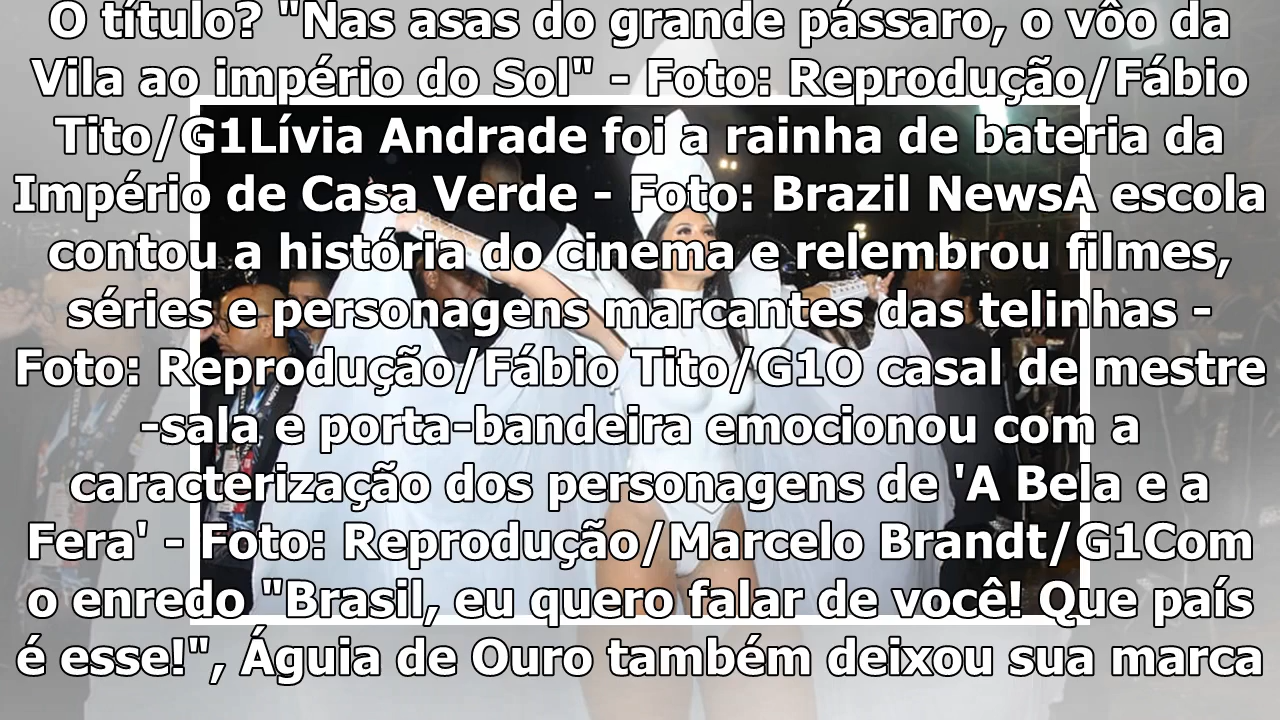 O título? "Nas asas do grande pássaro, o vôo da
Vila ao império do Sol" - Foto: Reprodução/Fábio
Tito/G1Lívia Andrade foi a rainha de bateria da
Império de Casa Verde - Foto: Brazil NewsA escola
contou a história do cinema e relembrou filmes,
séries e personagens marcantes das telinhas -
Foto: Reprodução/Fábio Tito/G1O casal de mestre
-sala e porta-bandeira emocionou com a
caracterização dos personagens de 'A Bela e a
Fera' - Foto: Reprodução/Marcelo Brandt/G1Com
o enredo "Brasil, eu quero falar de você! Que país
é esse!", Águia de Ouro também deixou sua marca